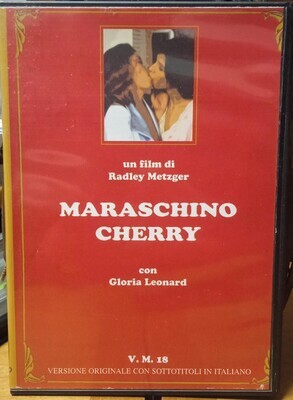 un film di
Radley Metzger
MARASCHINO
CHERRY
con
Gloria Leonard
V. M. 18
VERSIONE ORIGINALE CON SOTTOTITOLI IN ITALIANO